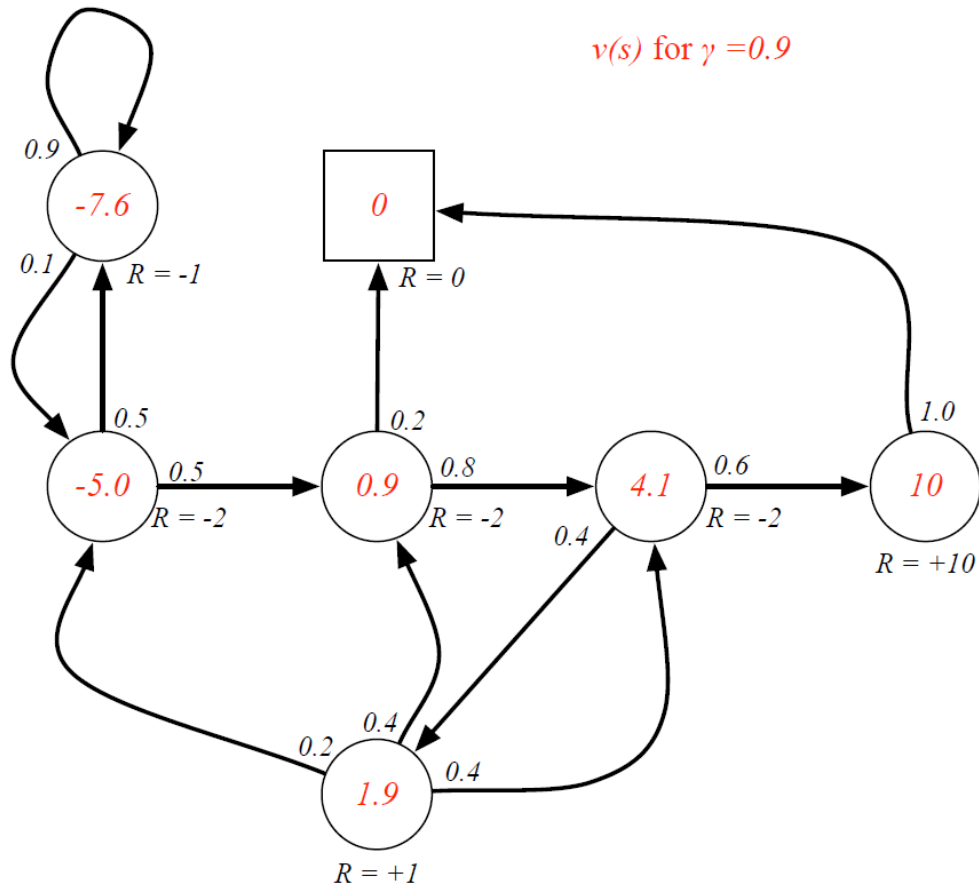 v(s) for γ =0.9
0.9
-7.6
0
0.1
R = -1
R = 0
0.5
0.2
1.0
-5.0
0.5
0.9
0.8
4.1
0.6
10
R = -2
R = -2
0.4
R = -2
R = +10
0.2
0.4
0.4
1.9
R = +1